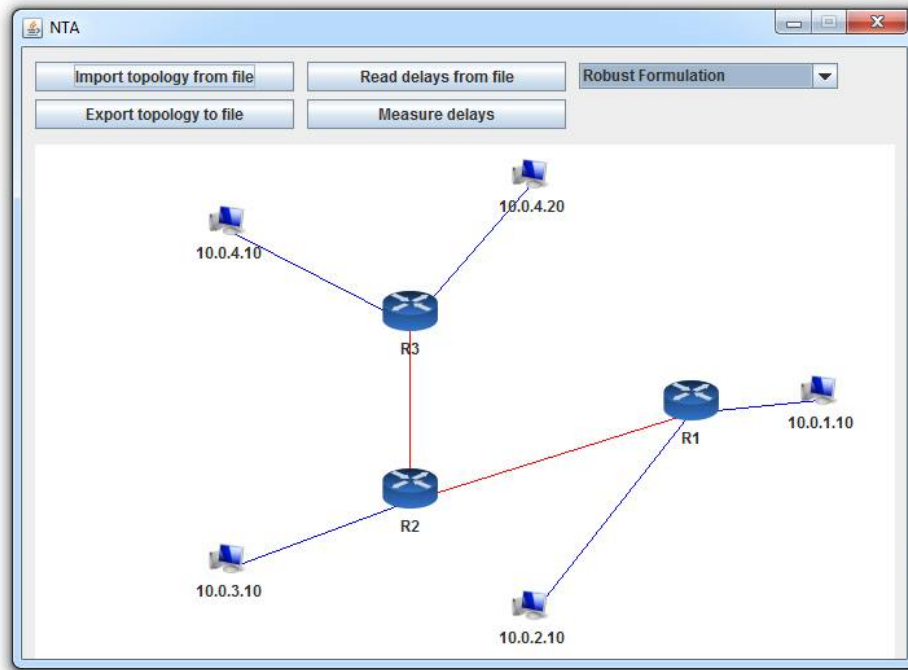 NTA
Import topology from file
Read delays from file
Robust Formulation
Export topology to file
Measure delays
10.0.4.20
10.0.4.10
R3
10.0.1.10
R1
R2
10.0.3.10
10.0.2.10